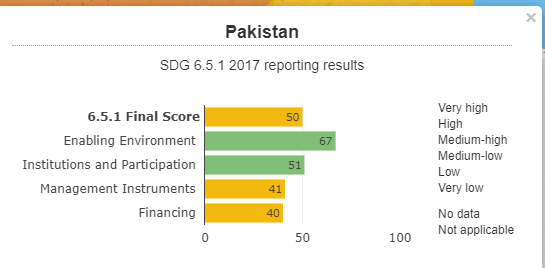 ×
Pakistan
SDG 6.5.1 2017 reporting results
6.5.1 Final Score 50
Enabling Environment 67
Institutions and Participation 51
Management Instruments 41
Financing 40
0 50 100
Very high
High
Medium-high
Medium-low
Low
Very low
No data
Not applicable